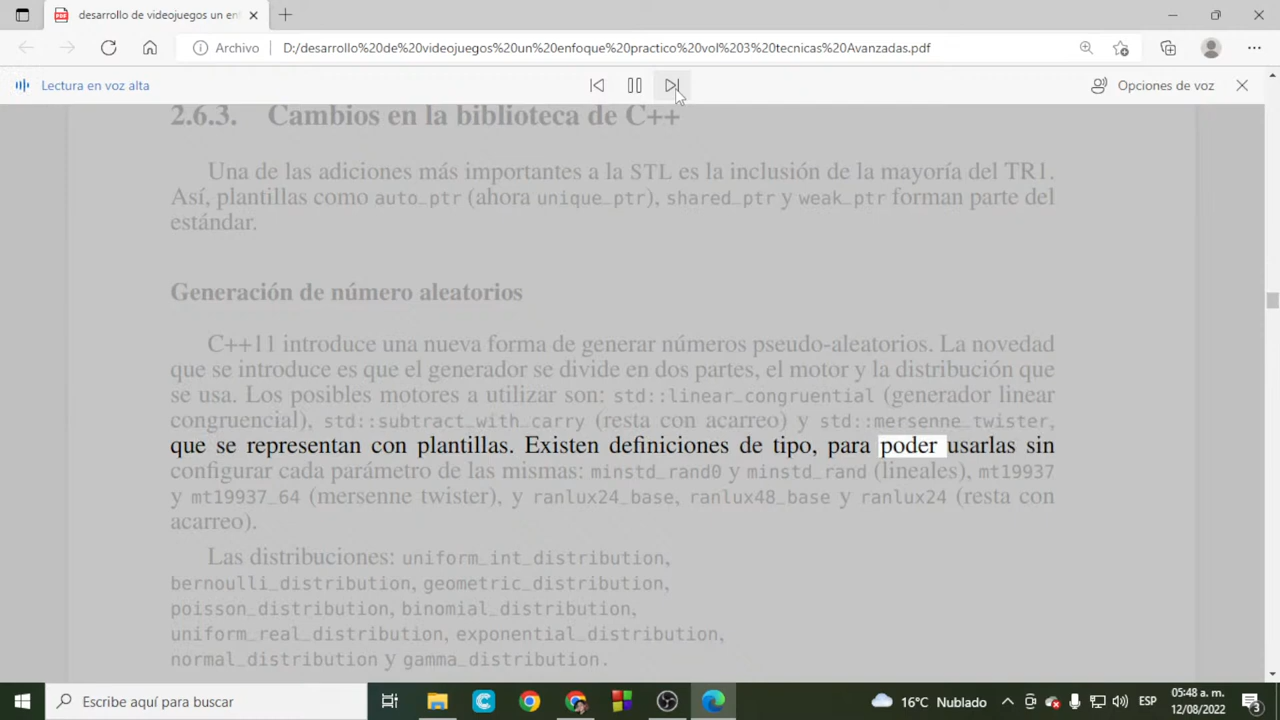 desarrollo de videojuegos un enf
Archivo
D:/desarrollo%20de%20videojuegos%20un%20enfoque%20practico%20vol%203%20tecnicas%20Avanzadas.pdf
Lectura en voz alta
Opciones de voz
2.6.3. Cambios en la biblioteca de C++
Una de las adiciones más importantes a la STL es la inclusión de la mayoría del TR1.
Así, plantillas como auto_ptr (ahora unique_ptr), shared_ptr y weak_ptr forman parte del
estándar.
Generación de número aleatorios
C++11 introduce una nueva forma de generar números pseudo-aleatorios. La novedad
que se introduce es que el generador se divide en dos partes, el motor y la distribución que
se usa. Los posibles motores a utilizar son: std::linear_congruential (generador linear
congruencial), std::subtract_with_carry (resta con acarreo) y std::mersenne_twister,
que se representan con plantillas. Existen definiciones de tipo, para poder usarlas sin
configurar cada parámetro de las mismas: minstd_rand0 y minstd_rand (lineales), mt19937
y mt19937_64 (mersenne twister), y ranlux24_base, ranlux48_base y ranlux24 (resta con
acarreo).
Las distribuciones: uniform_int_distribution,
bernoulli_distribution, geometric_distribution,
poisson_distribution, binomial_distribution,
uniform_real_distribution, exponential_distribution,
normal_distribution y gamma_distribution.
Escribe aquí para buscar
16°C Nublado
ESP
05:48 a. m.
12/08/2022
3